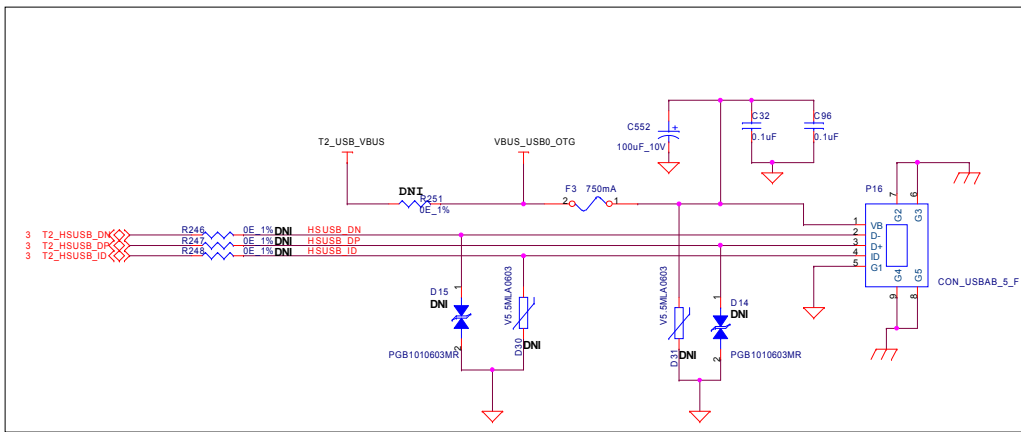 C552
+
100uF_10V
C32
0.1uF
C96
0.1uF
T2_USB_VBUS
VBUS_USB0_OTG
DNI
R251
0E_1%
F3 750mA
2
1
P16
7
6
G2
G3
1
VB
2
D-
3
D+
4
ID
5
G1
G4
G5
9
8
CON_USBAB_5_F
3 T2_HSUSB_DN
R246
0E_1%
DNI
HSUSB_DN
3 T2_HSUSB_DP
R247
0E_1%
DNI
HSUSB_DP
3 T2_HSUSB_ID
R248
0E_1%
DNI
HSUSB_ID
D15
DNI
1
2
PGB1010603MR
V5.5MLA0603
D30
DNI
V5.5MLA0603
D31
DNI
D14
DNI
1
2
PGB1010603MR